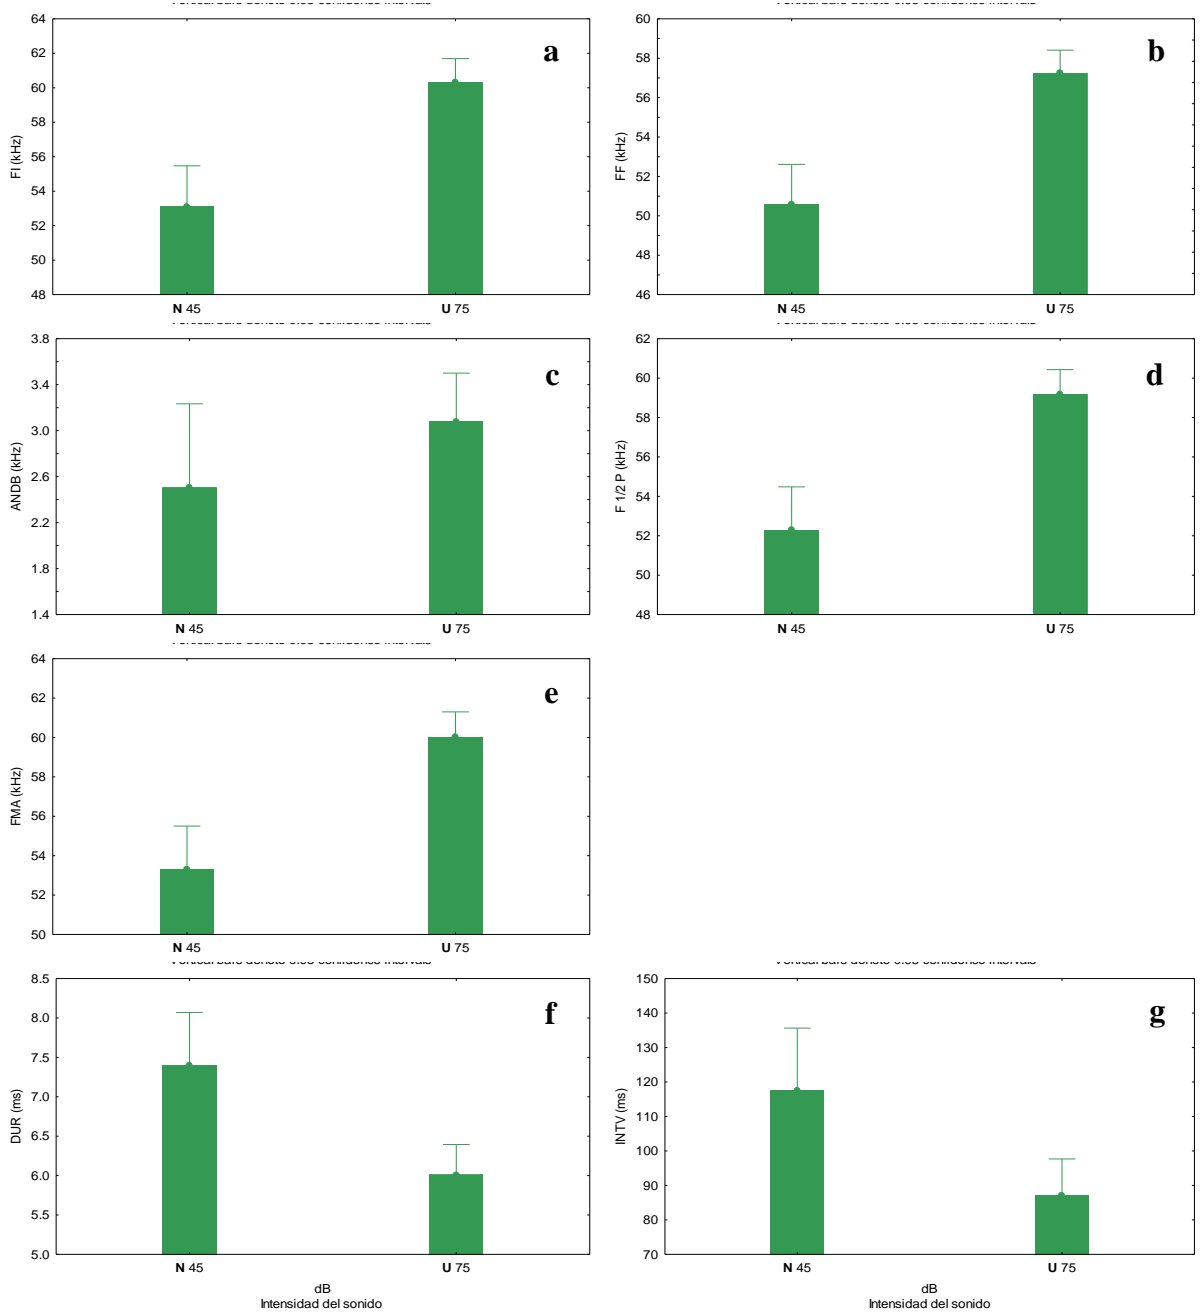 64
62
60
58
56
54
52
50
48
FI (kHz)
a
N 45
U 75
60
58
56
54
52
50
48
46
FF (kHz)
b
N 45
U 75
3.8
3.4
3.0
2.6
2.2
1.8
1.4
ANDB (kHz)
c
N 45
U 75
62
60
58
56
54
52
50
48
F 1/2 P (kHz)
d
N 45
U 75
64
62
60
58
56
54
52
50
FMA (kHz)
e
N 45
U 75
8.5
8.0
7.5
7.0
6.5
6.0
5.5
5.0
DUR (ms)
f
N 45
U 75
150
140
130
120
110
100
90
80
70
INTV (ms)
g
N 45
U 75
dB
Intensidad del sonido
dB
Intensidad del sonido